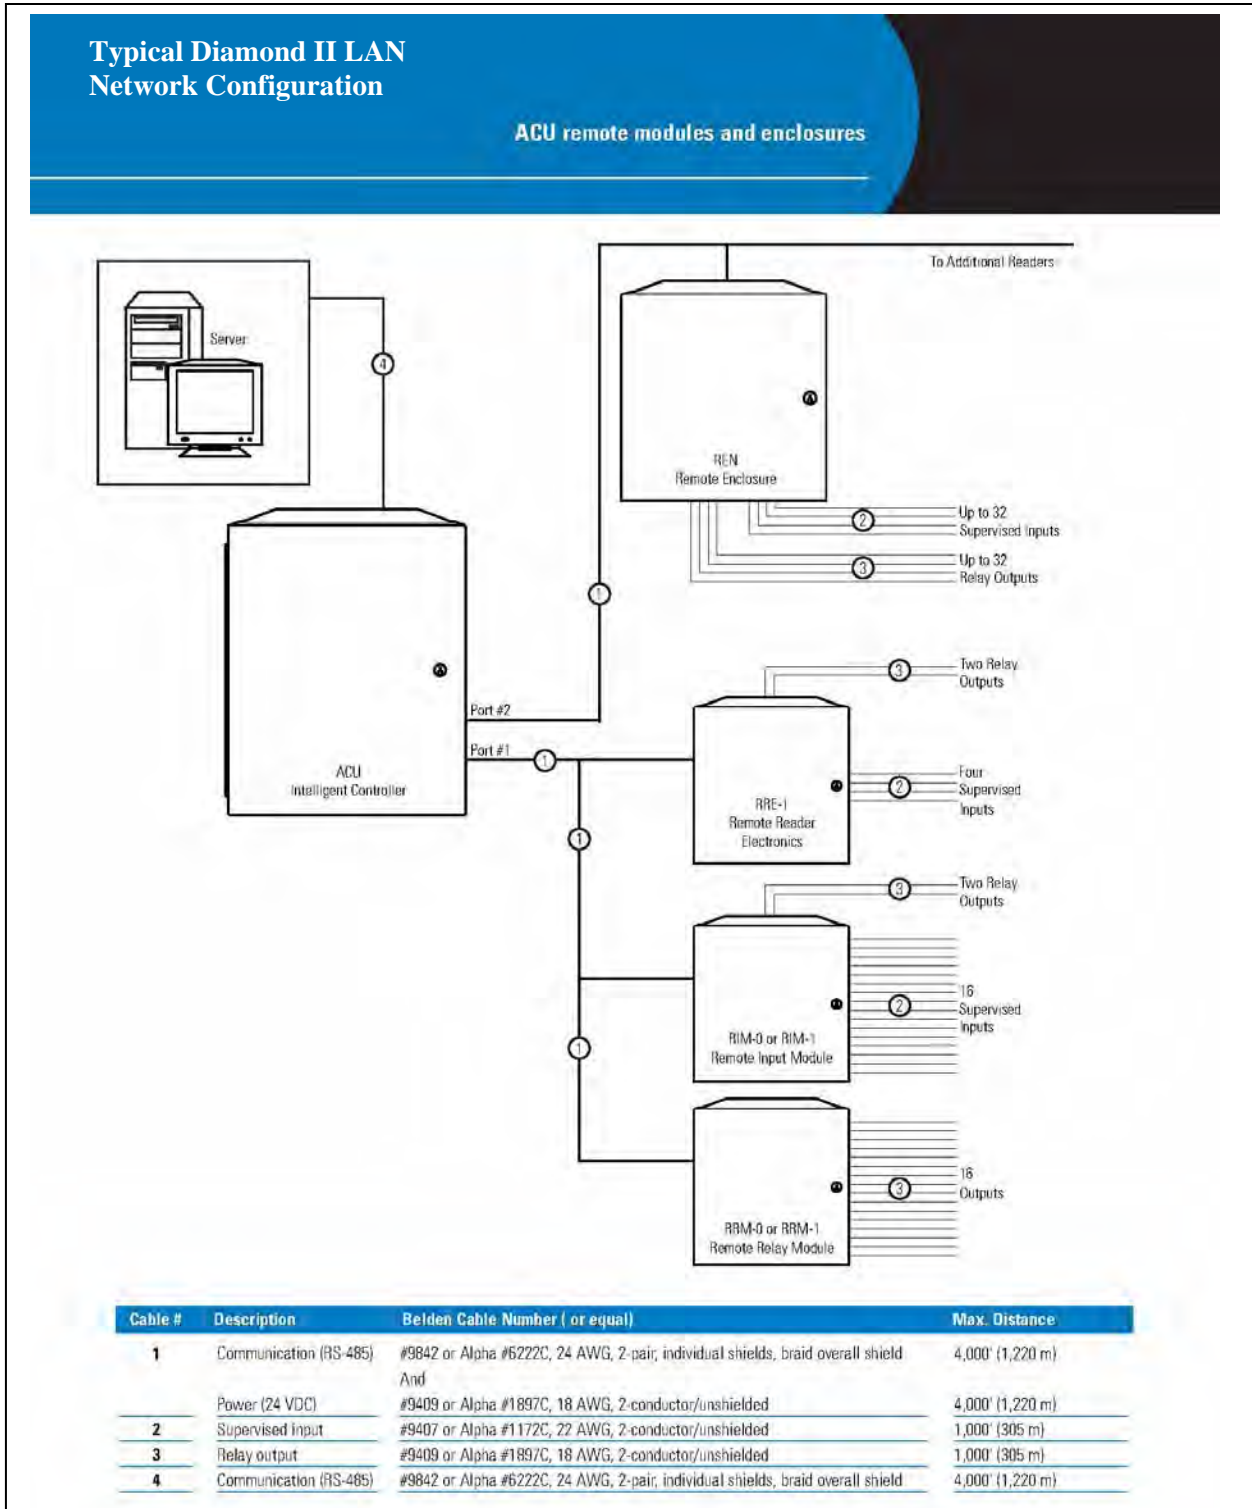 Typical Diamond II LAN
Network Configuration
ACU remote modules and enclosures
To Additional Readers
Server
4
REN
Remote Enclosure
2
Up to 32
Supervised Inputs
3
Up to 32
Relay Outputs
1
Port #2
Port #1
1
ACU
Intelligent Controller
3
Two Relay
Outputs
RRE-1
Remote Reader
Electronics
2
Four
Supervised
Inputs
1
3
Two Relay
Outputs
RIM-0 or RIM-1
Remote Input Module
2
16
Supervised
Inputs
1
RRM-0 or RRM-1
Remote Relay Module
3
16
Outputs
Cable # Description Belden Cable Number ( or equal) Max. Distance
1 Communication (RS-485) #9842 or Alpha #6222C, 24 AWG, 2-pair, individual shields, braid overall shield 4,000' (1,220 m)
And
Power (24 VDC) #9409 or Alpha #1897C, 18 AWG, 2-conductor/unshielded 4,000' (1,220 m)
2 Supervised input #9407 or Alpha #1172C, 22 AWG, 2-conductor/unshielded 1,000' (305 m)
3 Relay output #9409 or Alpha #1897C, 18 AWG, 2-conductor/unshielded 1,000' (305 m)
4 Communication (RS-485) #9842 or Alpha #6222C, 24 AWG, 2-pair, individual shields, braid overall shield 4,000' (1,220 m)